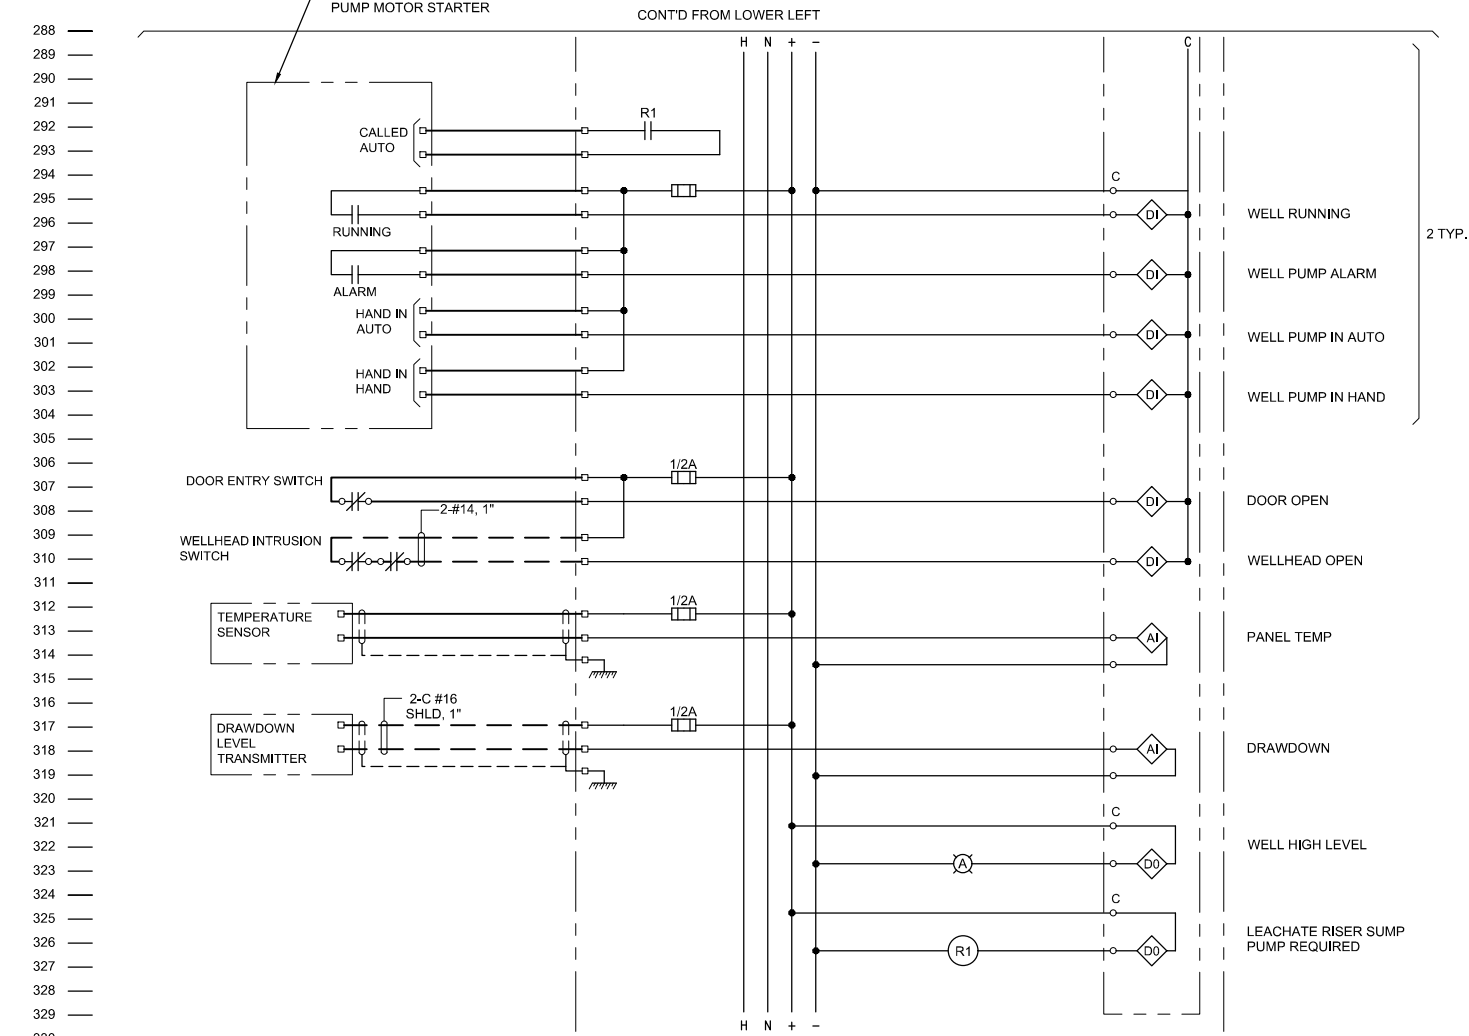 PUMP MOTOR STARTER
CONT'D FROM LOWER LEFT
288
H N + - C
289
290
291
292
R1
CALLED
AUTO
293
294
C
295
296
DI
WELL RUNNING
RUNNING
2 TYP.
297
298
DI
WELL PUMP ALARM
ALARM
299
300
HAND IN
AUTO
301
DI
WELL PUMP IN AUTO
302
HAND IN
HAND
303
DI
WELL PUMP IN HAND
304
305
306
1/2A
DOOR ENTRY SWITCH
307
DI
DOOR OPEN
308
2-#14, 1"
309
WELLHEAD INTRUSION
SWITCH
310
DI
WELLHEAD OPEN
311
312
1/2A
TEMPERATURE
SENSOR
313
AI
PANEL TEMP
314
315
316
2-C #16
SHLD, 1"
317
1/2A
DRAWDOWN
LEVEL
TRANSMITTER
318
AI
DRAWDOWN
319
320
321
C
322
WELL HIGH LEVEL
323
A
D0
324
C
325
LEACHATE RISER SUMP
PUMP REQUIRED
326
R1
D0
327
328
329
H N + -